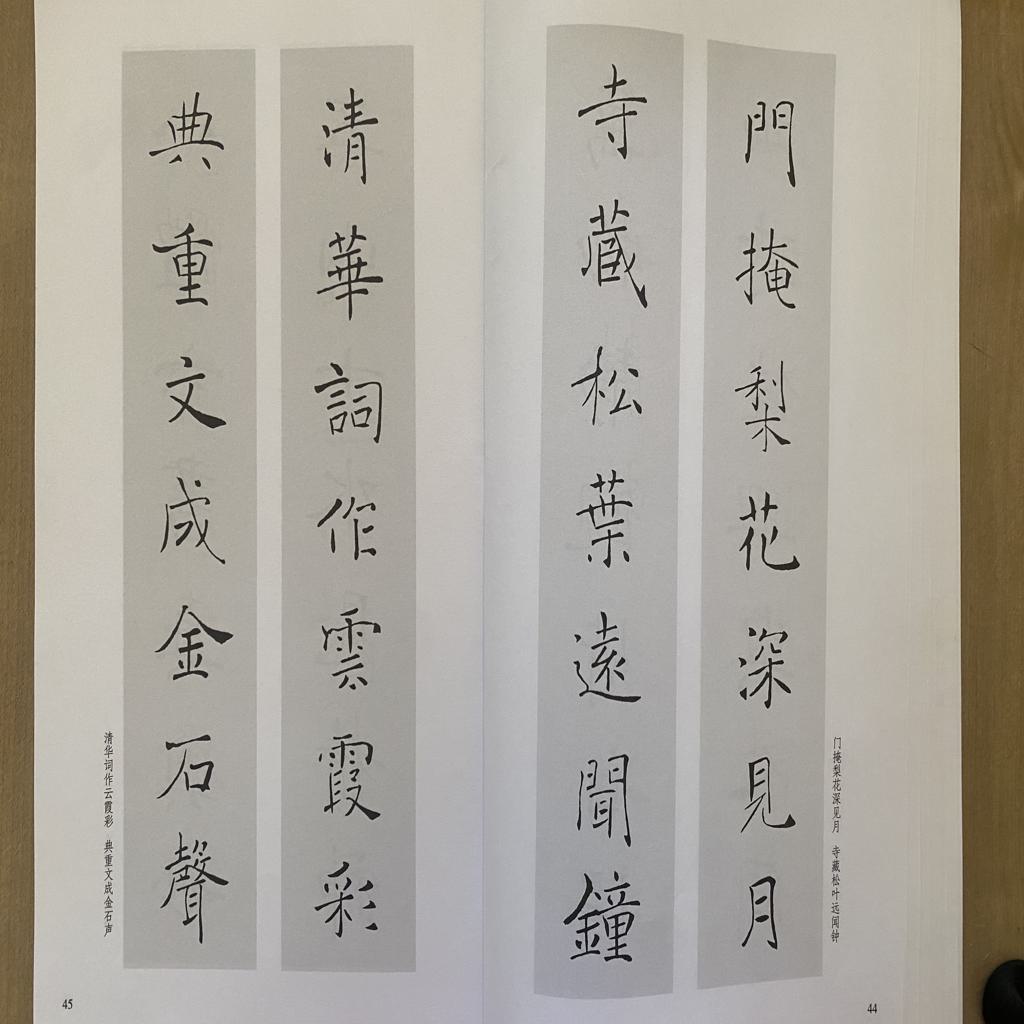 門掩梨花深見月
寺藏松葉遠聞鐘
门掩梨花深见月 寺藏松叶远闻钟
44
清華詞作雲霞彩
典重文成金石聲
清华词作云霞彩 典重文成金石声
45